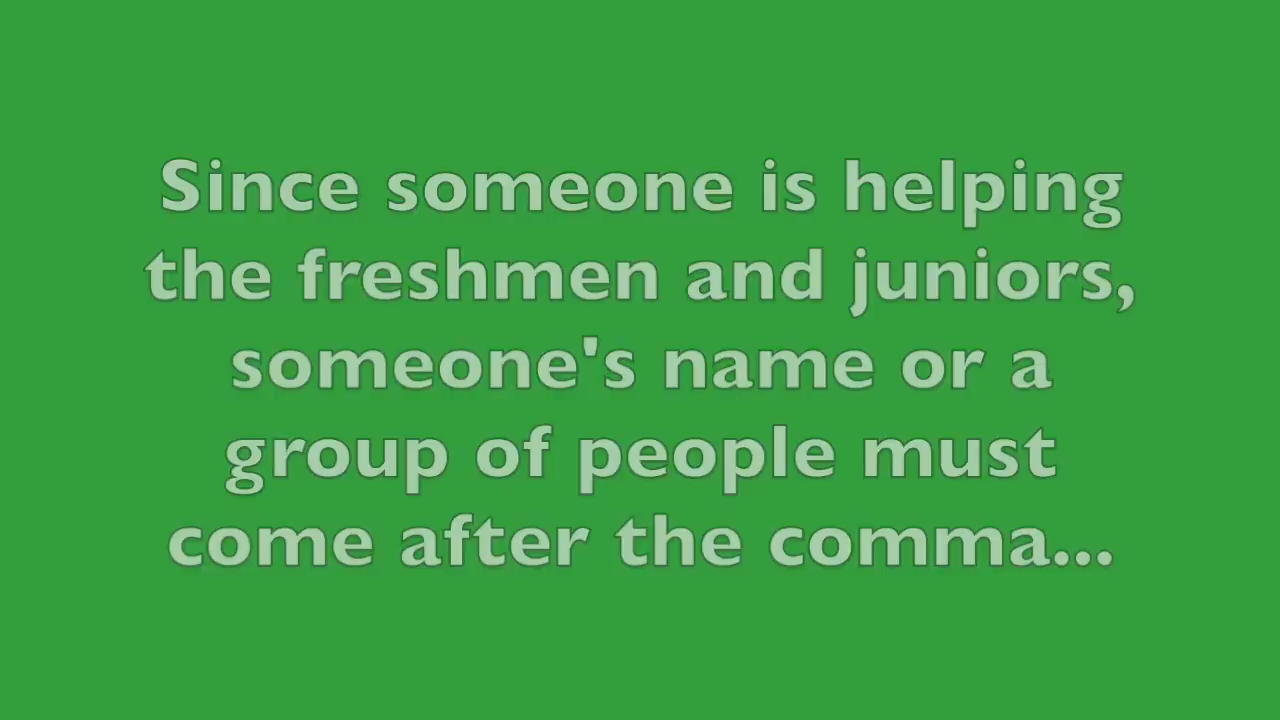 Since someone is helping
the freshmen and juniors,
someone's name or a
group of people must
come after the comma...